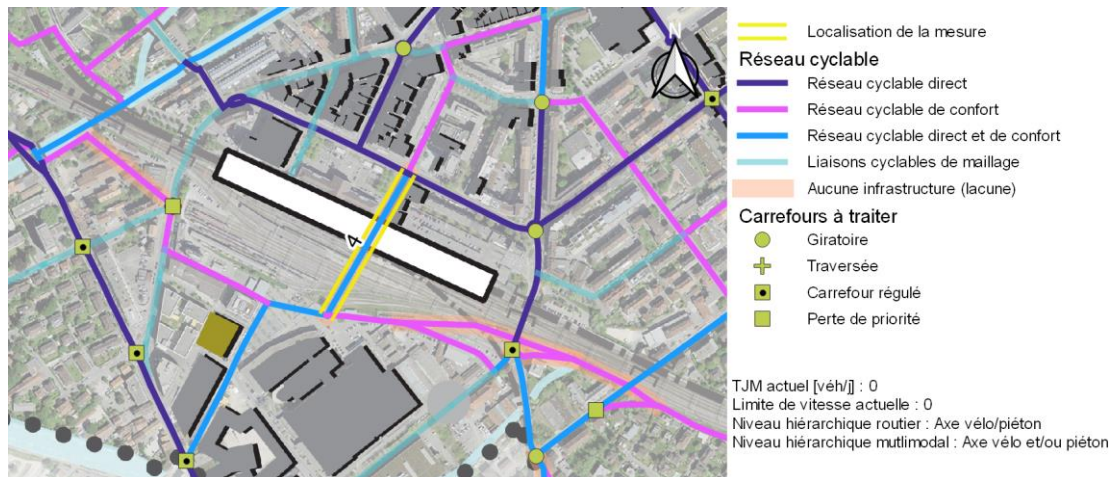 4
N
Localisation de la mesure
Réseau cyclable
Réseau cyclable direct
Réseau cyclable de confort
Réseau cyclable direct et de confort
Liaisons cyclables de maillage
Aucune infrastructure (lacune)
Carrefours à traiter
Giratoire
Traversée
Carrefour régulé
Perte de priorité
TJM actuel [véh/j] : 0
Limite de vitesse actuelle : 0
Niveau hiérarchique routier : Axe vélo/piéton
Niveau hiérarchique mutlimodal : Axe vélo et/ou piéton